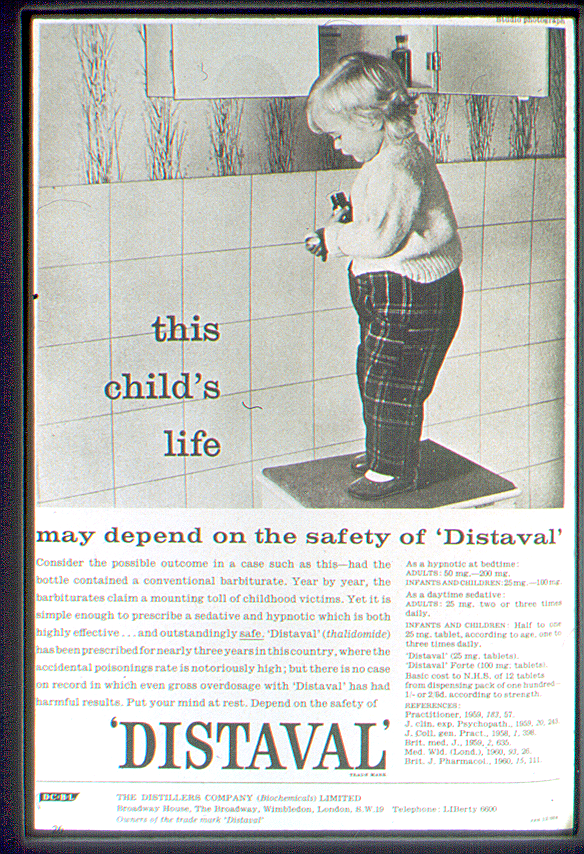 Studio photograph
this
child's
life
may depend on the safety of 'Distaval'
Consider the possible outcome in a case such as this—had the
bottle contained a conventional barbiturate. Year by year, the
barbiturates claim a mounting toll of childhood victims. Yet it is
simple enough to prescribe a sedative and hypnotic which is both
highly effective ... and outstandingly safe. 'Distaval' (thalidomide)
has been prescribed for nearly three years in this country, where the
accidental poisonings rate is notoriously high; but there is no case
on record in which even gross overdosage with 'Distaval' has had
harmful results. Put your mind at rest. Depend on the safety of
'DISTAVAL'
TRADE MARK
As a hypnotic at bedtime:
ADULTS: 50 mg.—200 mg.
INFANTS AND CHILDREN: 25 mg.—100 mg.
As a daytime sedative:
ADULTS: 25 mg. two or three times
daily.
INFANTS AND CHILDREN: Half to one
25 mg. tablet, according to age, one to
three times daily.
'Distaval' (25 mg. tablets).
'Distaval' Forte (100 mg. tablets).
Basic cost to N.H.S. of 12 tablets
from dispensing pack of one hundred—
1/- or 2/6d. according to strength.
REFERENCES:
Practitioner, 1959, 183, 57.
J. clin. exp. Psychopath., 1959, 20, 243.
J. Coll. gen. Pract., 1958, 1, 398.
Brit. med. J., 1959, 2, 635.
Med. Wld. (Lond.), 1960, 93, 26.
Brit. J. Pharmacol., 1960, 15, 111.
DCBL
THE DISTILLERS COMPANY (Biochemicals) LIMITED
Broadway House, The Broadway, Wimbledon, London, S.W.19 Telephone: LIBerty 6600
Owners of the trade mark 'Distaval'